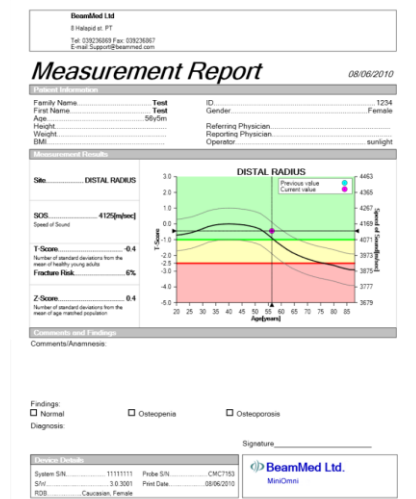 BeamMed Ltd
8 Halapid st. PT
Tel: 039236069 Fax: 039236067
E-mail Support@beammed.com
Measurement Report 08/06/2010
Patient Information
Family Name Test ID 1234
First Name Test Gender Female
Age 56y5m
Height Referring Physician
Weight Reporting Physician
BMI Operator sunlight
Measurement Results
Site DISTAL RADIUS
SOS 4125[m/sec]
Speed of Sound
T-Score -0.4
Number of standard deviations from the
mean of healthy young adults
Fracture Risk 6%
Z-Score 0.4
Number of standard deviations from the
mean of age matched population
DISTAL RADIUS
Previous value
Current value
T-Score
3.0
2.0
1.0
0.0
-1.0
-2.0
-2.5
-3.0
-4.0
-5.0
20 25 30 35 40 45 50 55 60 65 70 75 80 85
Age[years]
4463
4365
4267
4169
4071
3973
3875
3777
3679
Speed of Sound[m/sec]
Comments and Findings
Comments/Anamnesis:
Findings:
Normal Osteopenia Osteoporosis
Diagnosis:
Signature
Device Details
System S/N 11111111 Probe S/N CMC7153
S/W 3.0.3001 Print Date 08/06/2010
RDB Caucasian, Female
BeamMed Ltd.
MiniOmni